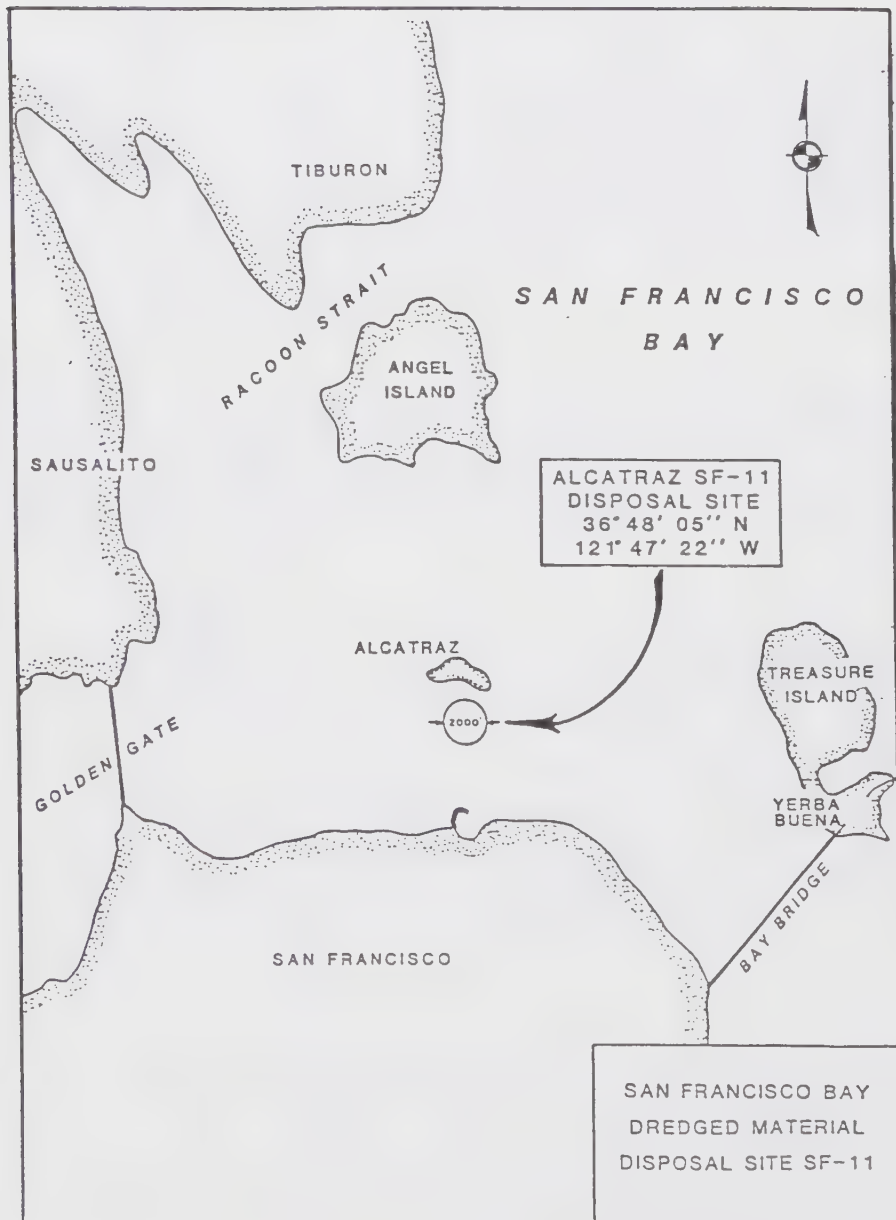 TIBURON
SAN FRANCISCO
BAY
RACOON STRAIT
ANGEL
ISLAND
SAUSALITO
ALCATRAZ SF-11
DISPOSAL SITE
36° 48' 05" N
121° 47' 22" W
ALCATRAZ
2000'
TREASURE
ISLAND
GOLDEN GATE
YERBA
BUENA
BAY BRIDGE
SAN FRANCISCO
SAN FRANCISCO BAY
DREDGED MATERIAL
DISPOSAL SITE SF-11